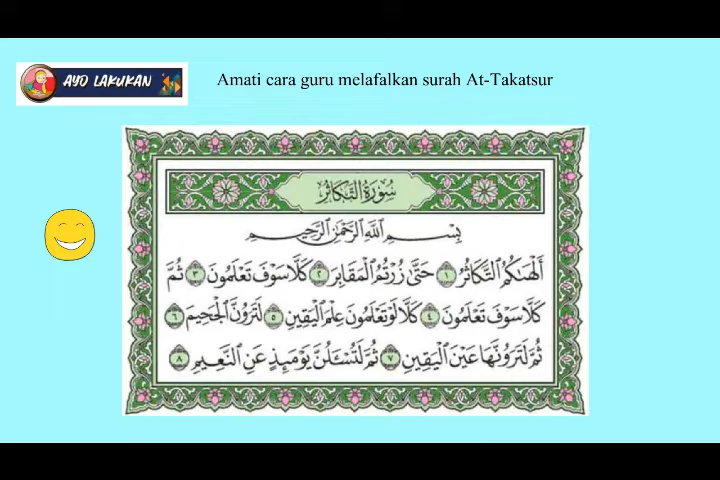 AYO LAKUKAN
Amati cara guru melafalkan surah At-Takatsur
سُورَةُ التَّكَاثُرِ
بِسْمِ اللَّهِ الرَّحْمَٰنِ الرَّحِيمِ
أَلْهَىٰكُمُ التَّكَاثُرُ ١ حَتَّىٰ زُرْتُمُ الْمَقَابِرَ ٢ كَلَّا سَوْفَ تَعْلَمُونَ ٣ ثُمَّ
كَلَّا سَوْفَ تَعْلَمُونَ ٤ كَلَّا لَوْ تَعْلَمُونَ عِلْمَ الْيَقِينِ ٥ لَتَرَوُنَّ الْجَحِيمَ ٦
ثُمَّ لَتَرَوُنَّهَا عَيْنَ الْيَقِينِ ٧ ثُمَّ لَتُسْـَٔلُنَّ يَوْمَئِذٍ عَنِ النَّعِيمِ ٨